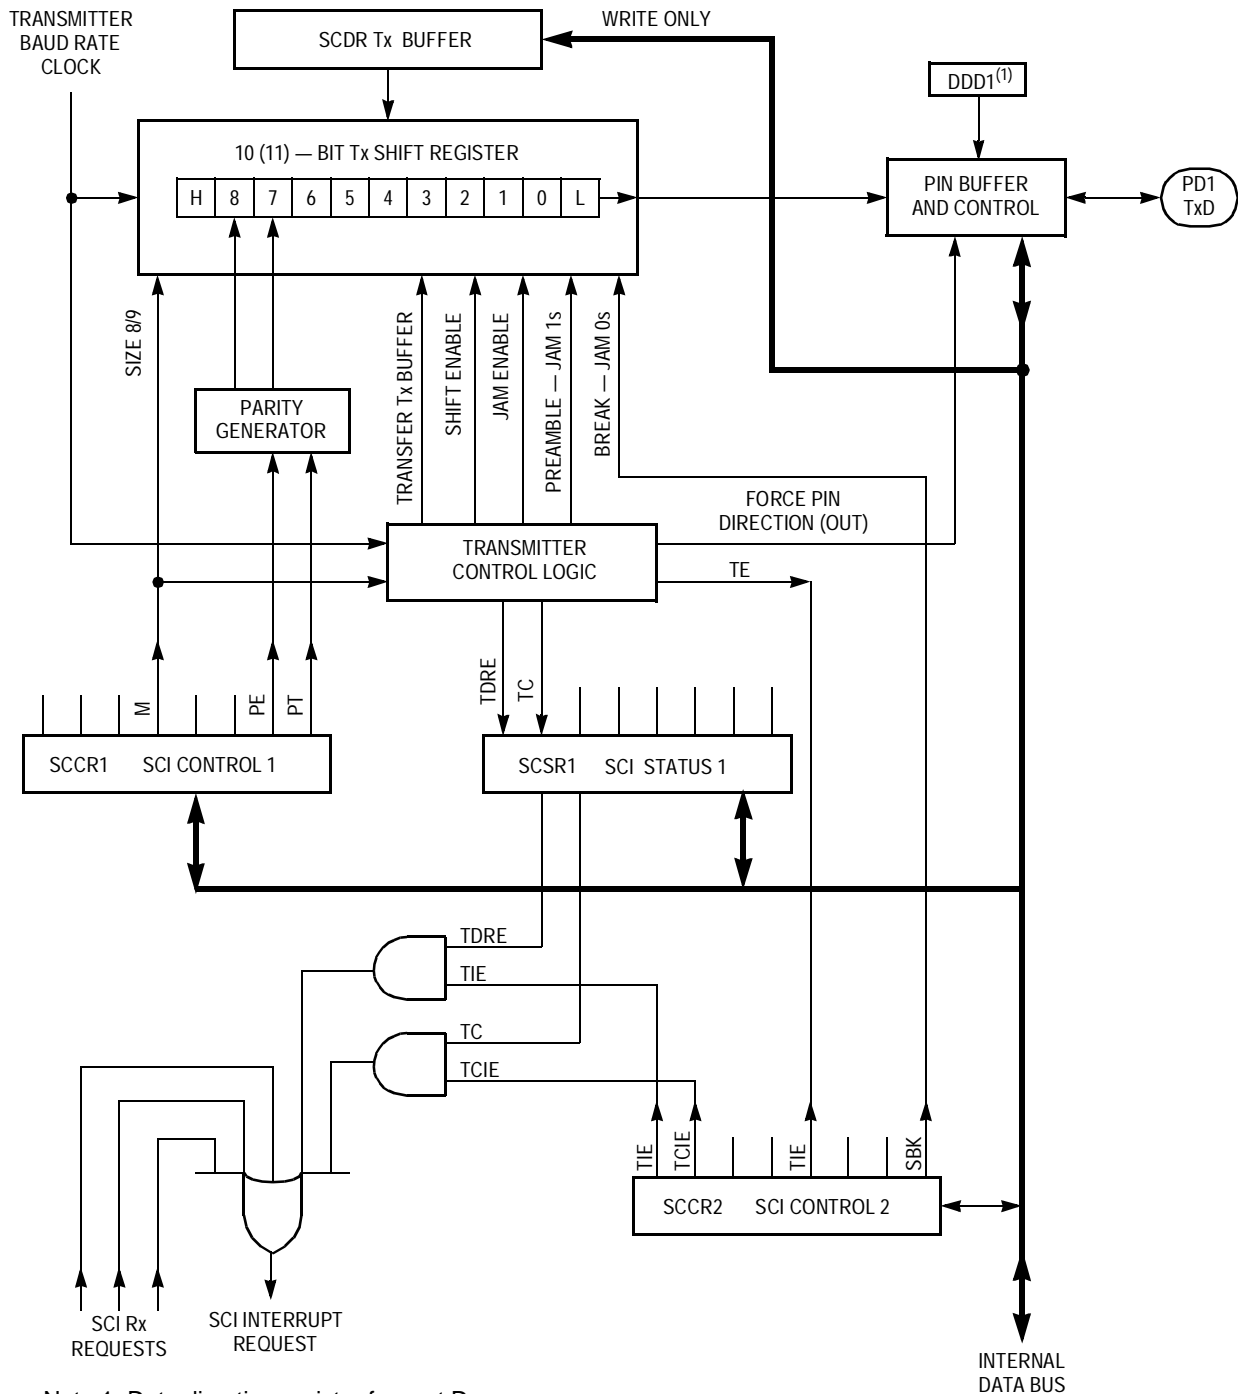 TRANSMITTER
BAUD RATE
CLOCK
SCDR Tx BUFFER
WRITE ONLY
DDD1(1)
10 (11) — BIT Tx SHIFT REGISTER
H 8 7 6 5 4 3 2 1 0 L
PIN BUFFER
AND CONTROL
PD1
TxD
SIZE 8/9
TRANSFER Tx BUFFER
SHIFT ENABLE
JAM ENABLE
PREAMBLE — JAM 1s
BREAK — JAM 0s
PARITY
GENERATOR
FORCE PIN
DIRECTION (OUT)
TRANSMITTER
CONTROL LOGIC
TE
TDRE
TC
M
PE
PT
SCCR1 SCI CONTROL 1
SCSR1 SCI STATUS 1
TDRE
TIE
TC
TCIE
TIE
TCIE
TIE
SBK
SCCR2 SCI CONTROL 2
SCI Rx
REQUESTS
SCI INTERRUPT
REQUEST
INTERNAL
DATA BUS